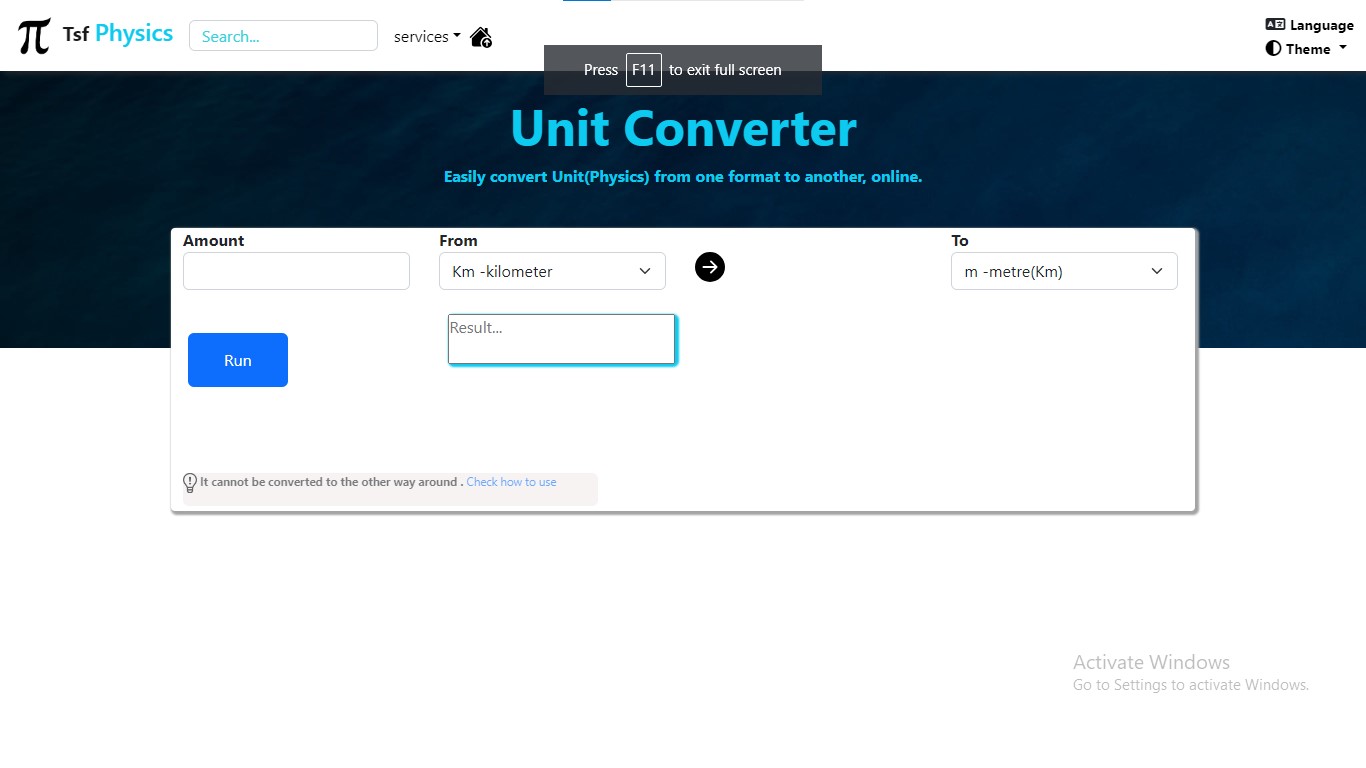 π Tsf Physics
Search...
services
Language
Theme
Press F11 to exit full screen
Unit Converter
Easily convert Unit(Physics) from one format to another, online.
Amount
From
To
Km -kilometer
m -metre(Km)
Result...
Run
It cannot be converted to the other way around . Check how to use
Activate Windows
Go to Settings to activate Windows.